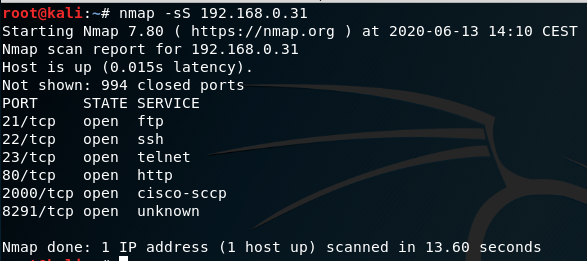 root@kali:~# nmap -sS 192.168.0.31
Starting Nmap 7.80 ( https://nmap.org ) at 2020-06-13 14:10 CEST
Nmap scan report for 192.168.0.31
Host is up (0.015s latency).
Not shown: 994 closed ports
PORT     STATE SERVICE
21/tcp   open  ftp
22/tcp   open  ssh
23/tcp   open  telnet
80/tcp   open  http
2000/tcp open  cisco-sccp
8291/tcp open  unknown
Nmap done: 1 IP address (1 host up) scanned in 13.60 seconds